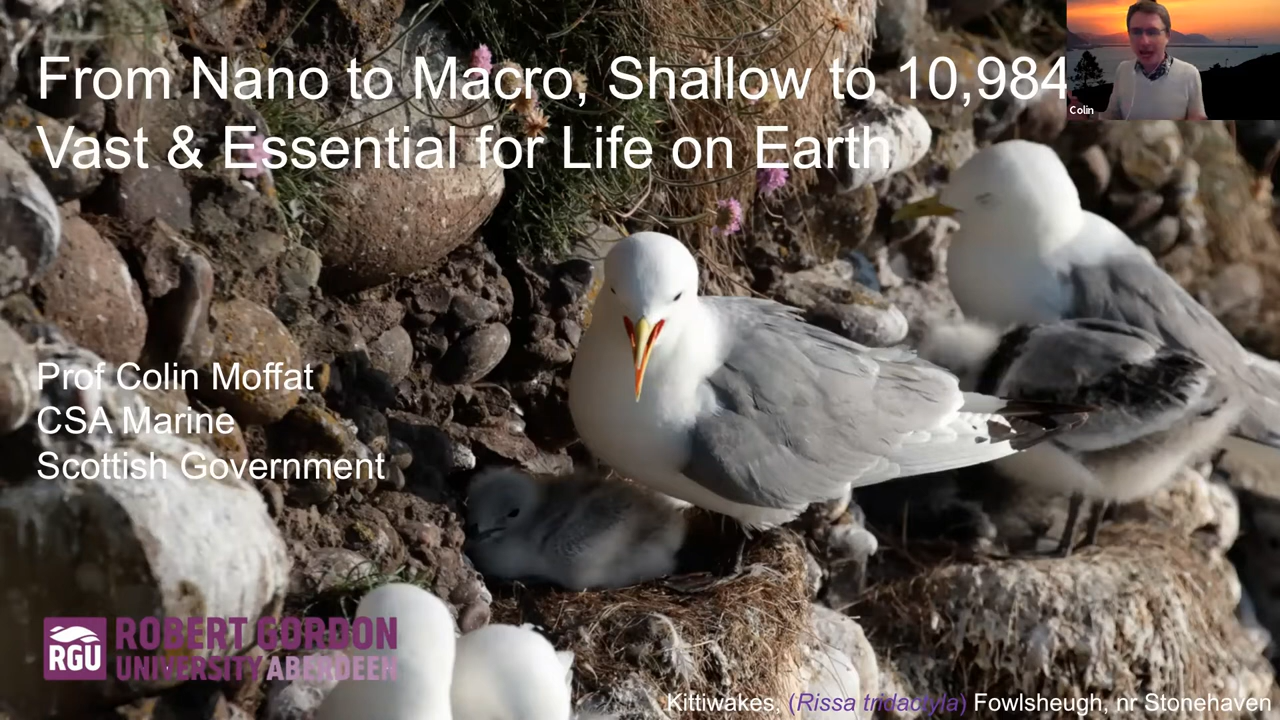 From Nano to Macro, Shallow to 10,984
Vast & Essential for Life on Earth
Colin
Prof Colin Moffat
CSA Marine
Scottish Government
RGU
ROBERT GORDON
UNIVERSITY ABERDEEN
Kittiwakes, (Rissa tridactyla) Fowlsheugh, nr Stonehaven